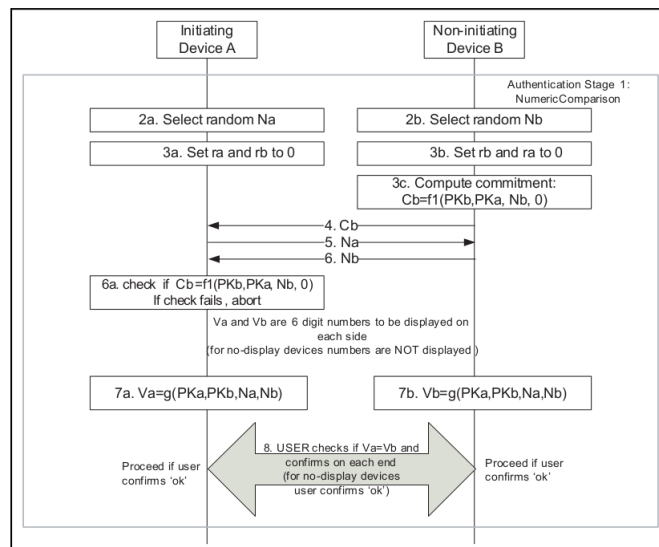 Initiating
Device A
Non-initiating
Device B
Authentication Stage 1:
NumericComparison
2a. Select random Na
2b. Select random Nb
3a. Set ra and rb to 0
3b. Set rb and ra to 0
3c. Compute commitment:
Cb=f1(PKb,PKa, Nb, 0)
4. Cb
5. Na
6. Nb
6a. check if Cb=f1(PKb,PKa, Nb, 0)
If check fails, abort
Va and Vb are 6 digit numbers to be displayed on
each side
(for no-display devices numbers are NOT displayed )
7a. Va=g(PKa,PKb,Na,Nb)
7b. Vb=g(PKa,PKb,Na,Nb)
8. USER checks if Va=Vb and
confirms on each end
(for no-display devices
user confirms 'ok')
Proceed if user
confirms 'ok'
Proceed if user
confirms 'ok'